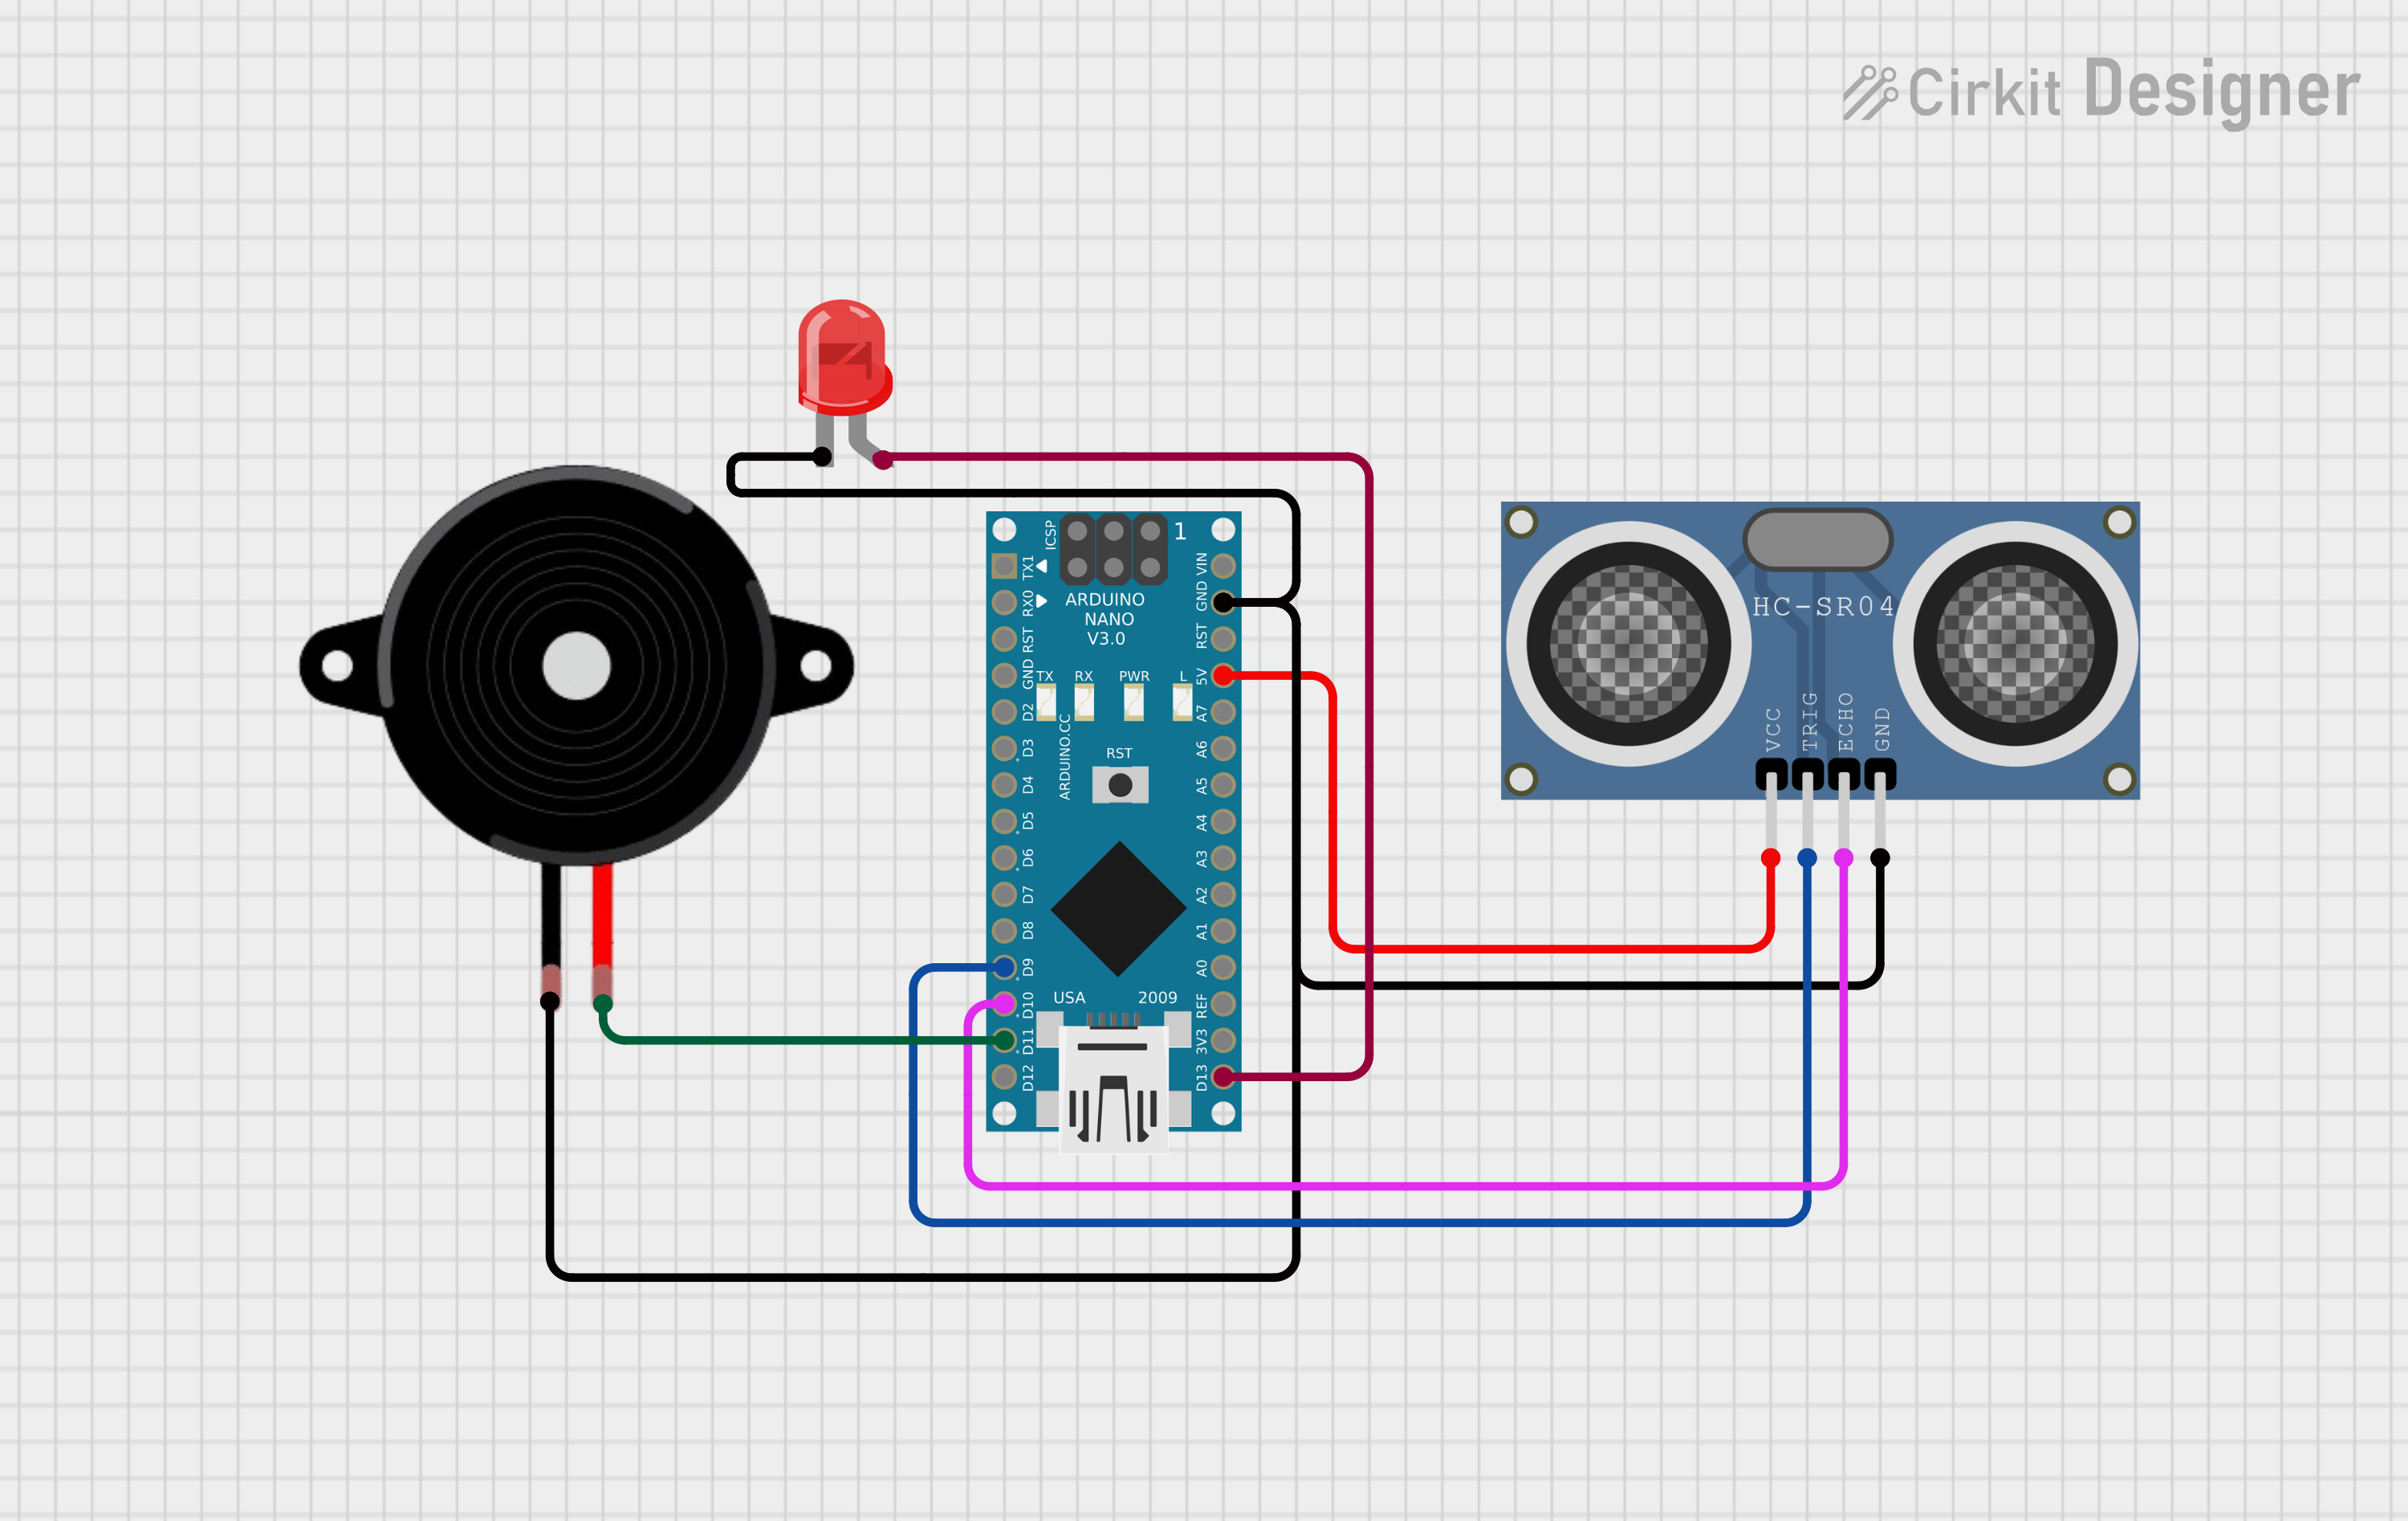 Cirkit Designer
ICSP
1
ARDUINO
NANO
V3.0
TX1
RX0
RST
GND
D2
D3
D4
D5
D6
D7
D8
D9
D10
D11
D12
VIN
GND
RST
5V
A7
A6
A5
A4
A3
A2
A1
A0
REF
3V3
D13
TX RX PWR L
ARDUINO.CC
RST
USA 2009
HC-SR04
VCC
TRIG
ECHO
GND